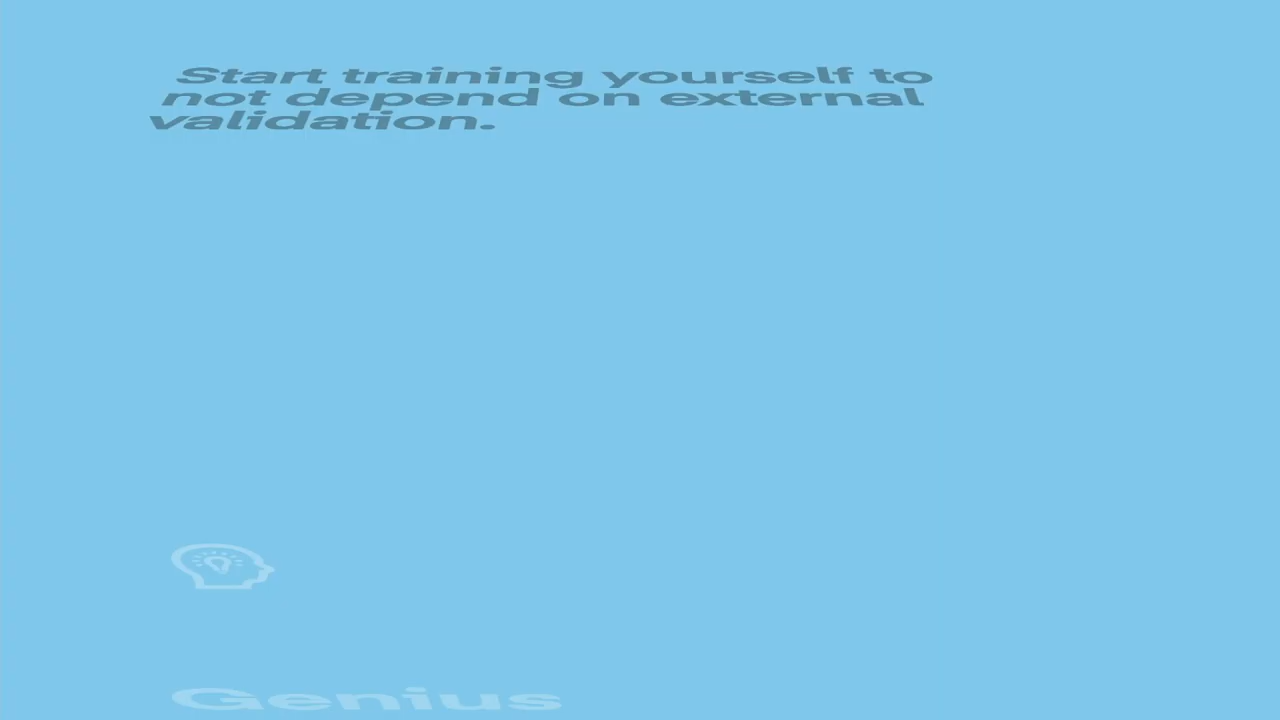 Start training yourself to
not depend on external
validation.
Genius